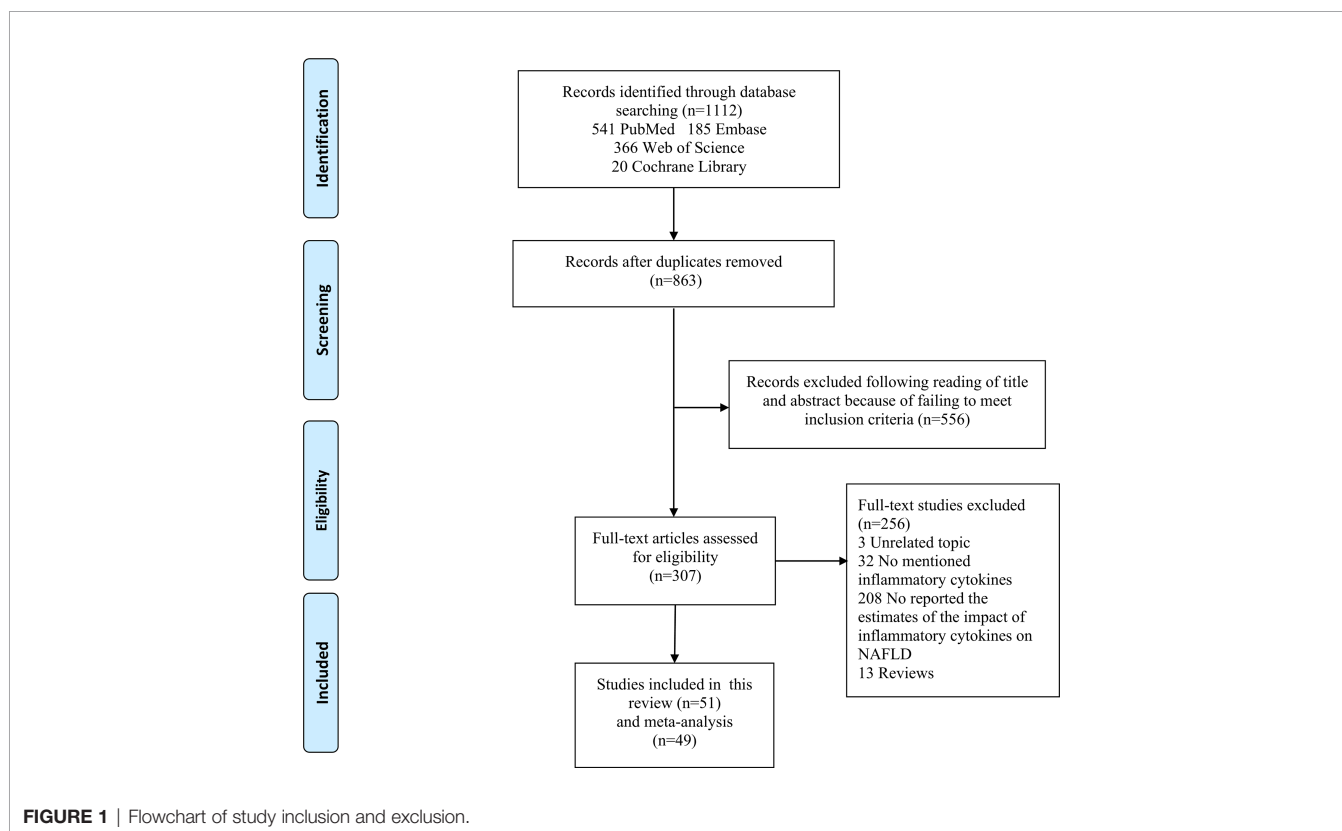 Identification
Records identified through database
searching (n=1112)
541 PubMed   185 Embase
366 Web of Science
20 Cochrane Library
Screening
Records after duplicates removed
(n=863)
Records excluded following reading of title
and abstract because of failing to meet
inclusion criteria (n=556)
Eligibility
Full-text articles assessed
for eligibility
(n=307)
Full-text studies excluded
(n=256)
3 Unrelated topic
32 No mentioned
inflammatory cytokines
208 No reported the
estimates of the impact of
inflammatory cytokines on
NAFLD
13 Reviews
Included
Studies included in  this
review (n=51)
and meta-analysis
(n=49)
FIGURE 1 | Flowchart of study inclusion and exclusion.